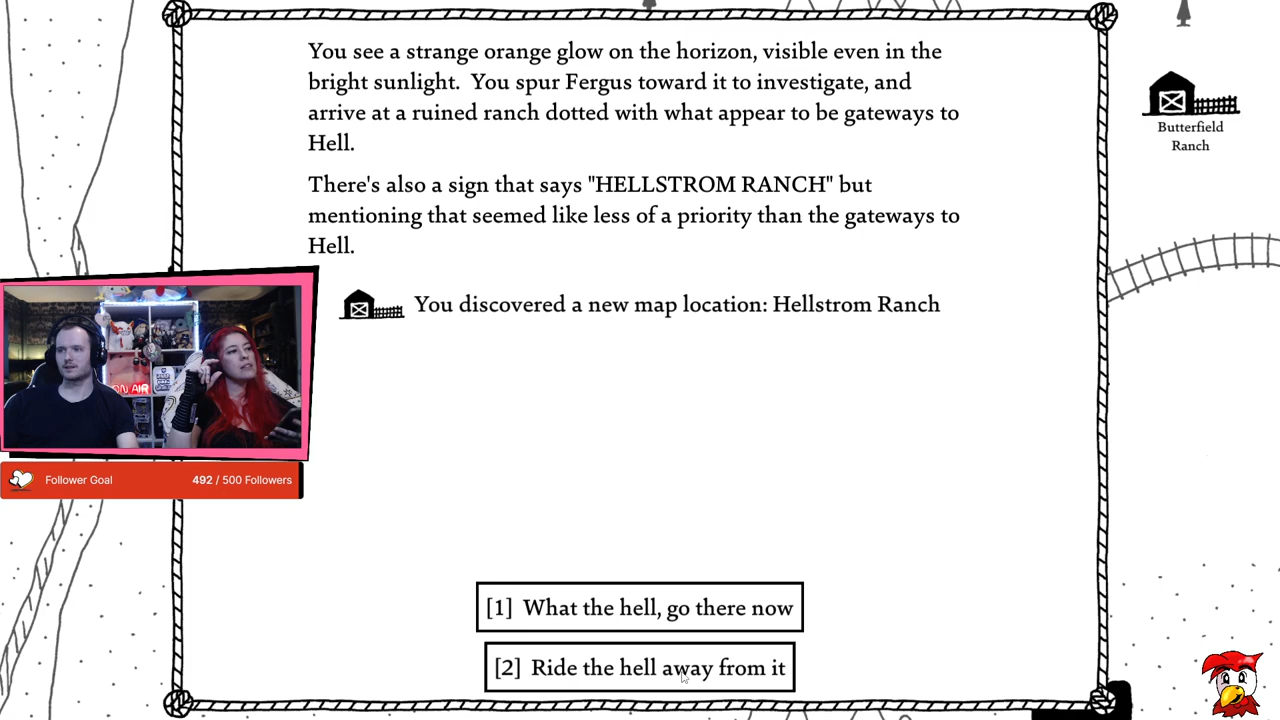 You see a strange orange glow on the horizon, visible even in the
bright sunlight.  You spur Fergus toward it to investigate, and
arrive at a ruined ranch dotted with what appear to be gateways to
Hell.
There's also a sign that says "HELLSTROM RANCH" but
mentioning that seemed like less of a priority than the gateways to
Hell.
You discovered a new map location: Hellstrom Ranch
Butterfield
Ranch
ON AIR
Follower Goal 492 / 500 Followers
[1] What the hell, go there now
[2] Ride the hell away from it